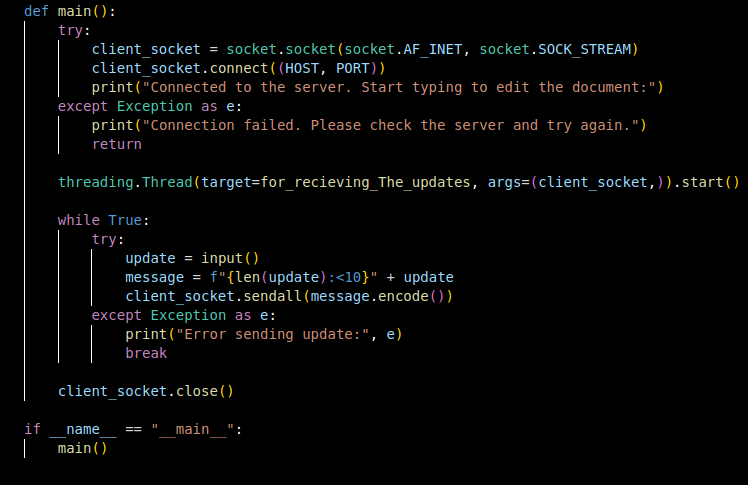 def main():
    try:
        client_socket = socket.socket(socket.AF_INET, socket.SOCK_STREAM)
        client_socket.connect((HOST, PORT))
        print("Connected to the server. Start typing to edit the document:")
    except Exception as e:
        print("Connection failed. Please check the server and try again.")
        return

    threading.Thread(target=for_recieving_The_updates, args=(client_socket,)).start()

    while True:
        try:
            update = input()
            message = f"{len(update):<10}" + update
            client_socket.sendall(message.encode())
        except Exception as e:
            print("Error sending update:", e)
            break

    client_socket.close()

if __name__ == "__main__":
    main()